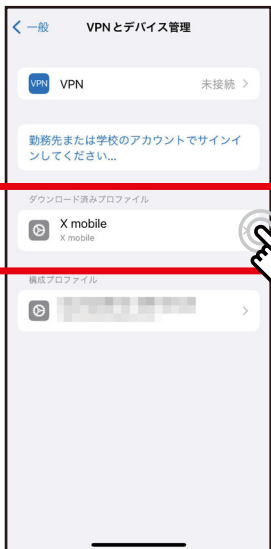 一般
VPNとデバイス管理
VPN
VPN
未接続
勤務先または学校のアカウントでサインイ
ンしてください...
ダウンロード済みプロファイル
X mobile
X mobile
構成プロファイル